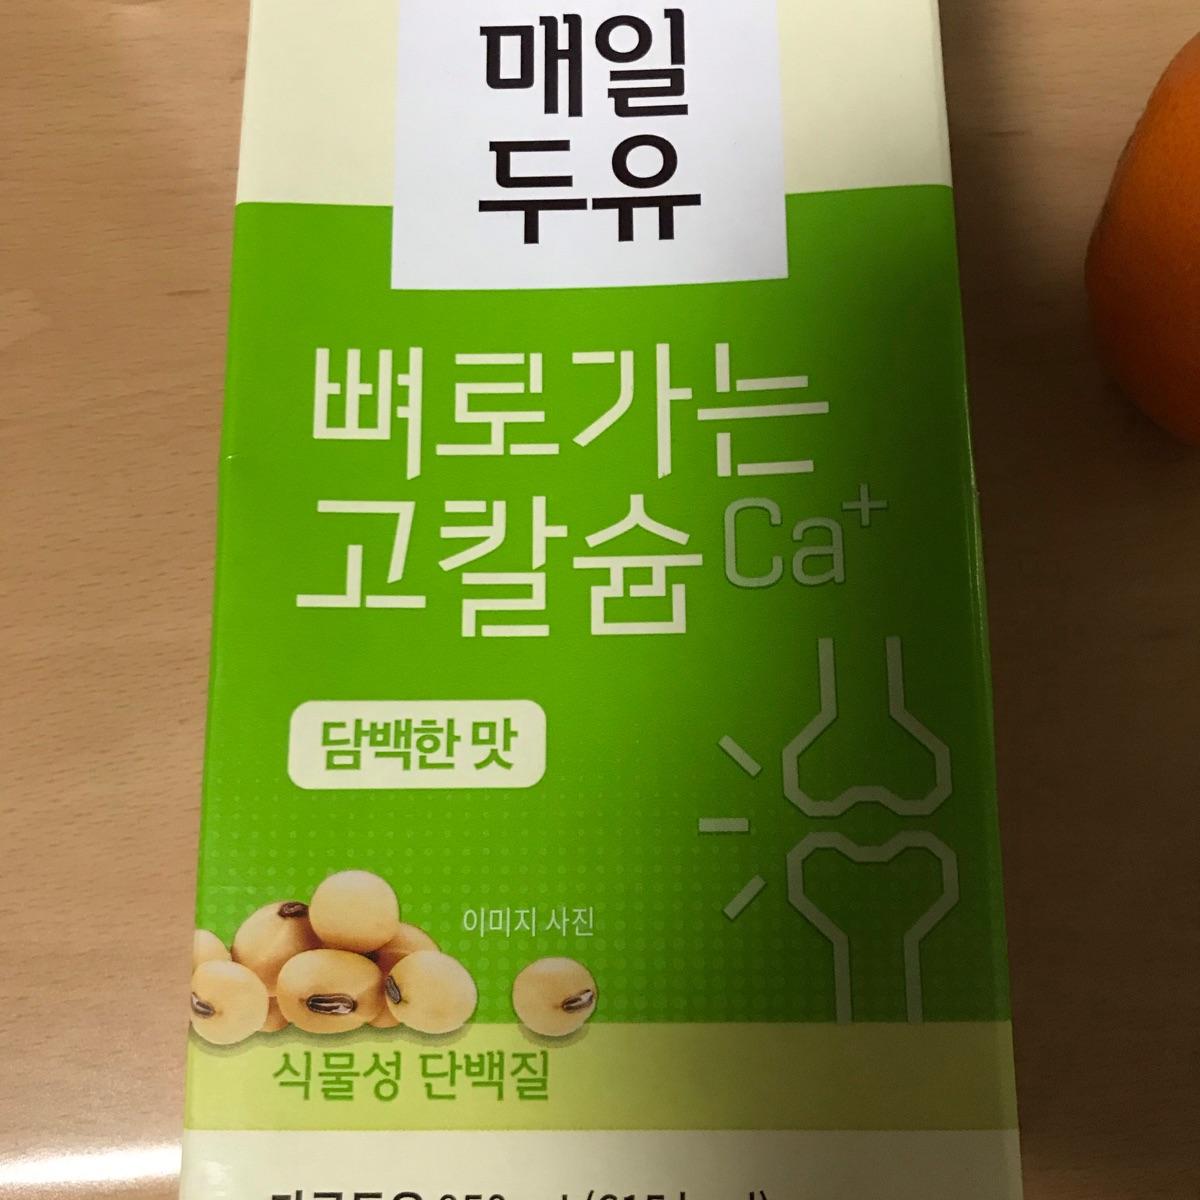 매일
두유
뼈로가는
고칼슘 Ca+
담백한 맛
이미지 사진
식물성 단백질